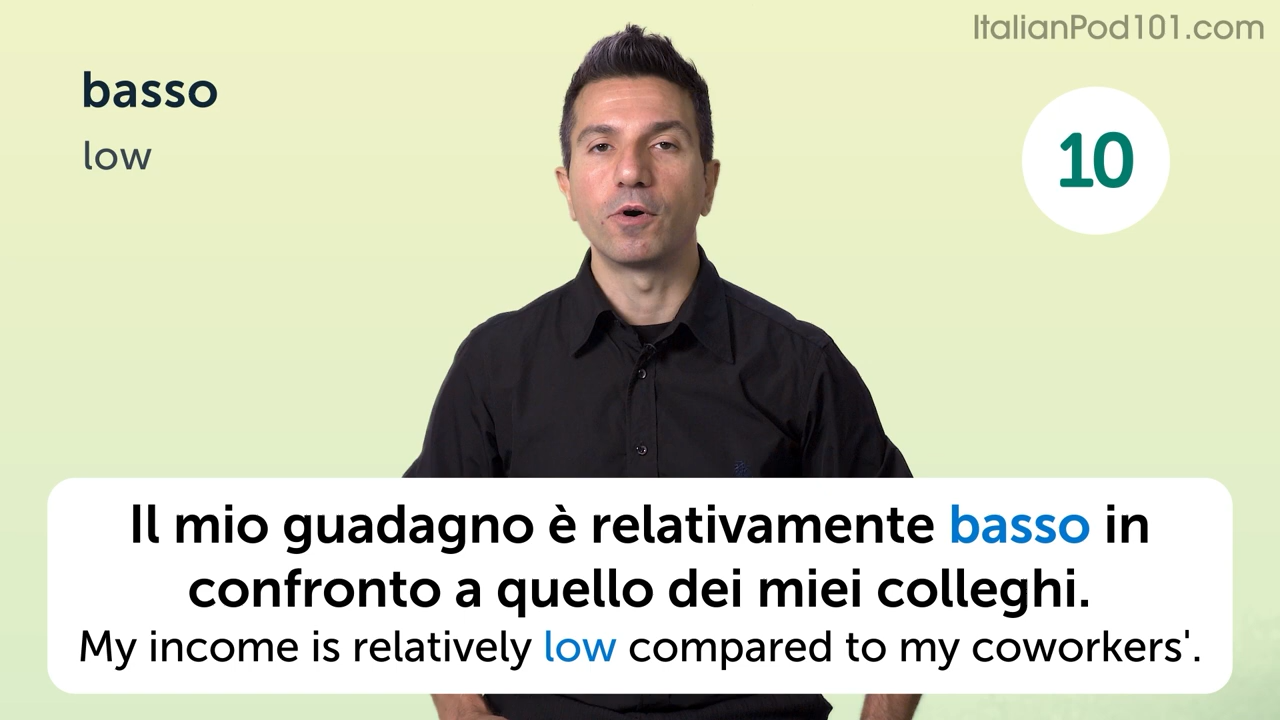 ItalianPod101.com
basso
low
10
Il mio guadagno è relativamente basso in
confronto a quello dei miei colleghi.
My income is relatively low compared to my coworkers'.